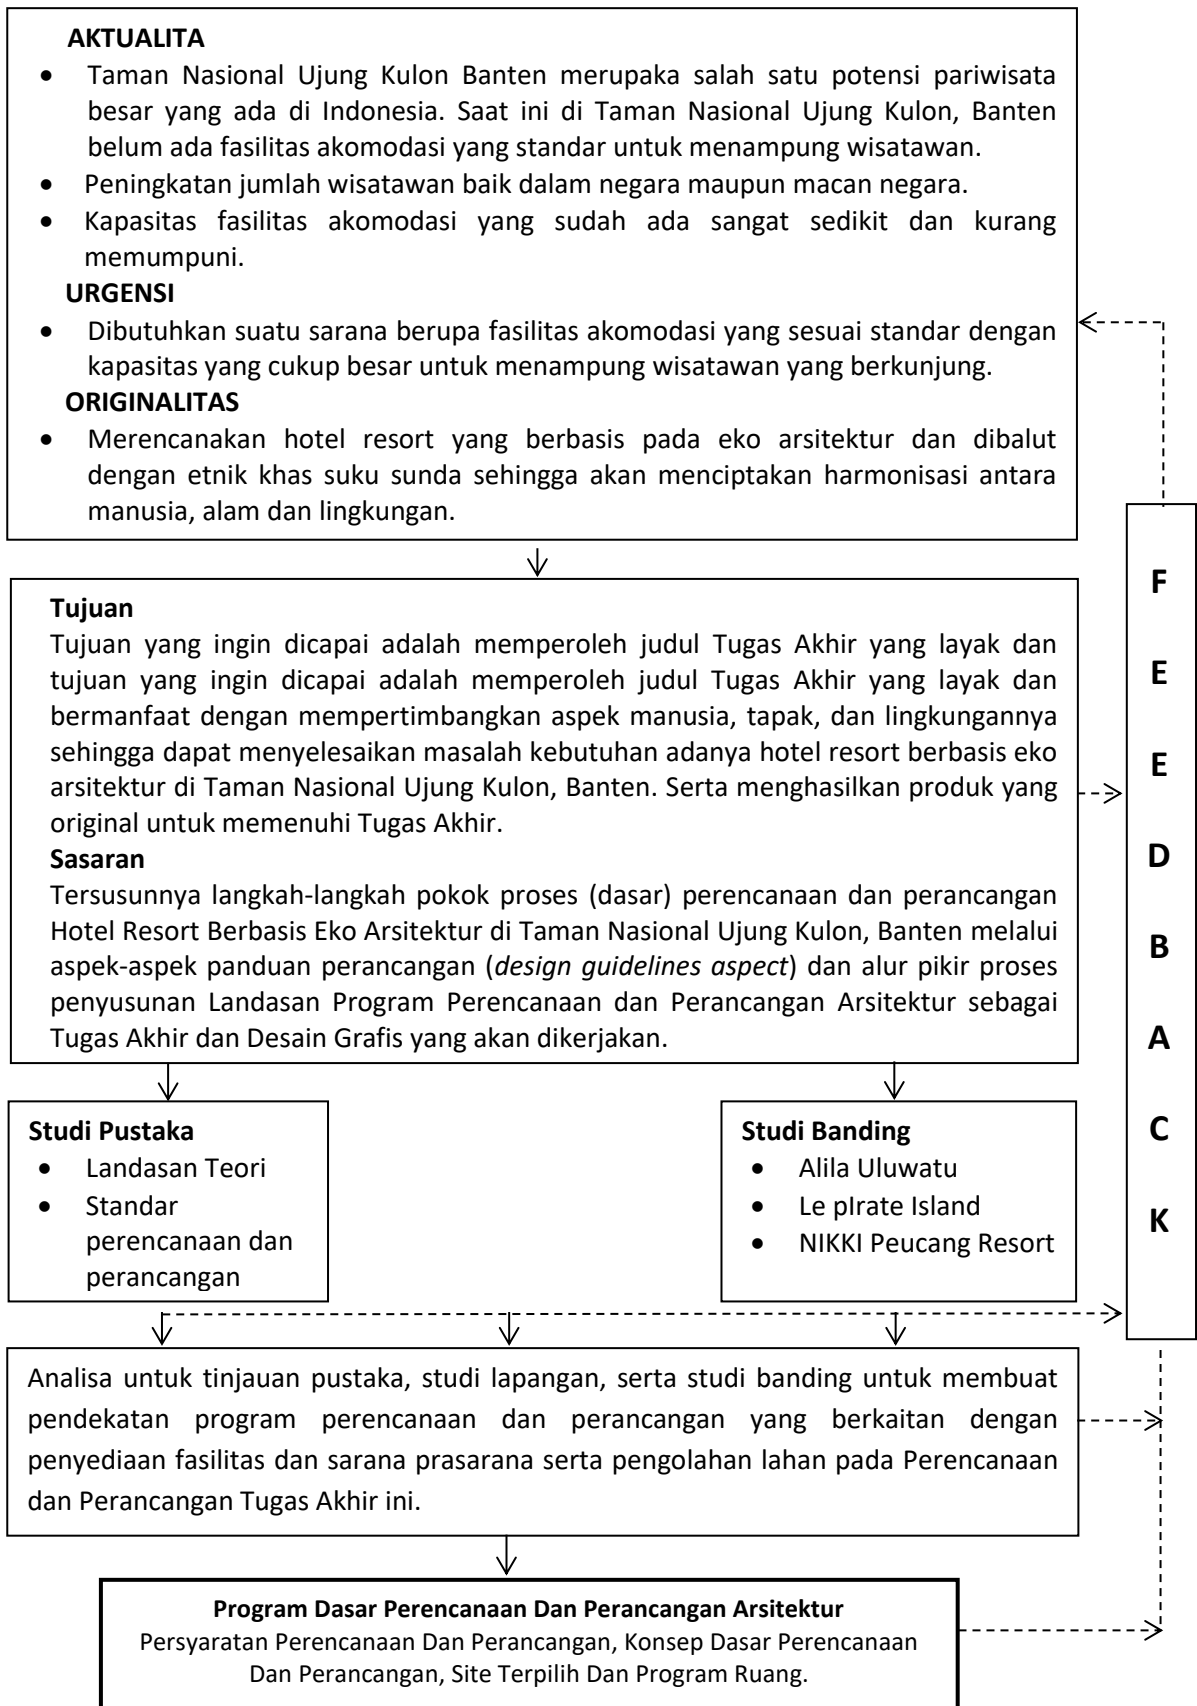 AKTUALITA
• Taman Nasional Ujung Kulon Banten merupaka salah satu potensi pariwisata
besar yang ada di Indonesia. Saat ini di Taman Nasional Ujung Kulon, Banten
belum ada fasilitas akomodasi yang standar untuk menampung wisatawan.
• Peningkatan jumlah wisatawan baik dalam negara maupun macan negara.
• Kapasitas fasilitas akomodasi yang sudah ada sangat sedikit dan kurang
memumpuni.
URGENSI
• Dibutuhkan suatu sarana berupa fasilitas akomodasi yang sesuai standar dengan
kapasitas yang cukup besar untuk menampung wisatawan yang berkunjung.
ORIGINALITAS
• Merencanakan hotel resort yang berbasis pada eko arsitektur dan dibalut
dengan etnik khas suku sunda sehingga akan menciptakan harmonisasi antara
manusia, alam dan lingkungan.
Tujuan
Tujuan yang ingin dicapai adalah memperoleh judul Tugas Akhir yang layak dan
tujuan yang ingin dicapai adalah memperoleh judul Tugas Akhir yang layak dan
bermanfaat dengan mempertimbangkan aspek manusia, tapak, dan lingkungannya
sehingga dapat menyelesaikan masalah kebutuhan adanya hotel resort berbasis eko
arsitektur di Taman Nasional Ujung Kulon, Banten. Serta menghasilkan produk yang
original untuk memenuhi Tugas Akhir.
Sasaran
Tersusunnya langkah-langkah pokok proses (dasar) perencanaan dan perancangan
Hotel Resort Berbasis Eko Arsitektur di Taman Nasional Ujung Kulon, Banten melalui
aspek-aspek panduan perancangan (design guidelines aspect) dan alur pikir proses
penyusunan Landasan Program Perencanaan dan Perancangan Arsitektur sebagai
Tugas Akhir dan Desain Grafis yang akan dikerjakan.
Studi Pustaka
• Landasan Teori
• Standar
perencanaan dan
perancangan
Studi Banding
• Alila Uluwatu
• Le pIrate Island
• NIKKI Peucang Resort
F
E
E
D
B
A
C
K
Analisa untuk tinjauan pustaka, studi lapangan, serta studi banding untuk membuat
pendekatan program perencanaan dan perancangan yang berkaitan dengan
penyediaan fasilitas dan sarana prasarana serta pengolahan lahan pada Perencanaan
dan Perancangan Tugas Akhir ini.
Program Dasar Perencanaan Dan Perancangan Arsitektur
Persyaratan Perencanaan Dan Perancangan, Konsep Dasar Perencanaan
Dan Perancangan, Site Terpilih Dan Program Ruang.